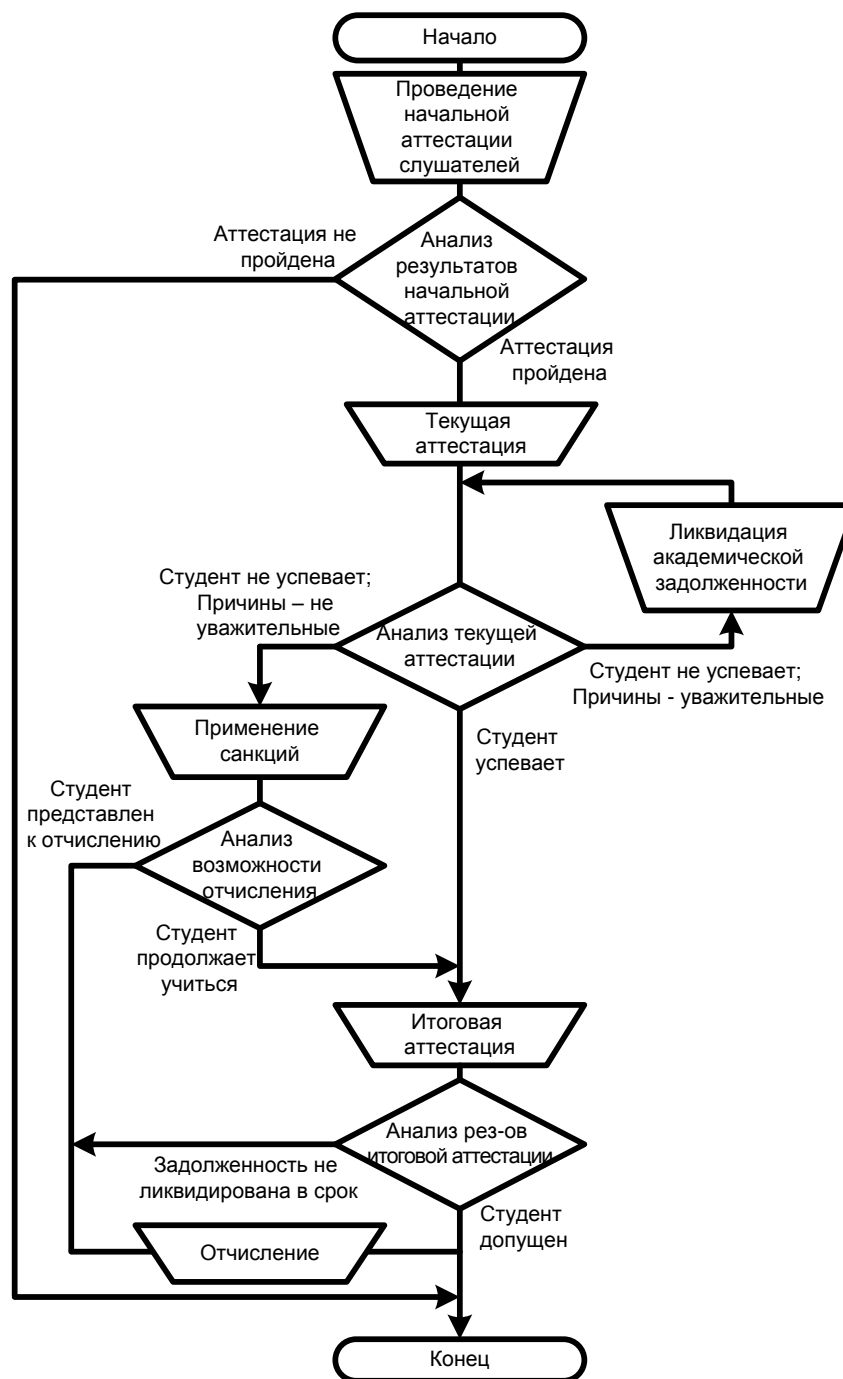 Начало
Проведение
начальной
аттестации
слушателей
Аттестация не
пройдена
Анализ
результатов
начальной
аттестации
Аттестация
пройдена
Текущая
аттестация
Ликвидация
академической
задолженности
Студент не успевает;
Причины – не
уважительные
Анализ текущей
аттестации
Студент не успевает;
Причины - уважительные
Применение
санкций
Студент
успевает
Студент
представлен
к отчислению
Анализ
возможности
отчисления
Студент
продолжает
учиться
Итоговая
аттестация
Анализ рез-ов
итоговой аттестации
Задолженность не
ликвидирована в срок
Студент
допущен
Отчисление
Конец